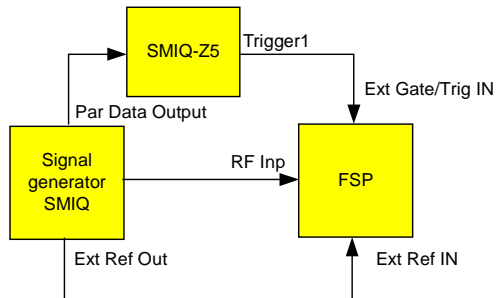 SMIQ-Z5
Trigger1
Ext Gate/Trig IN
Par Data Output
Signal
generator
SMIQ
RF Inp
FSP
Ext Ref Out
Ext Ref IN